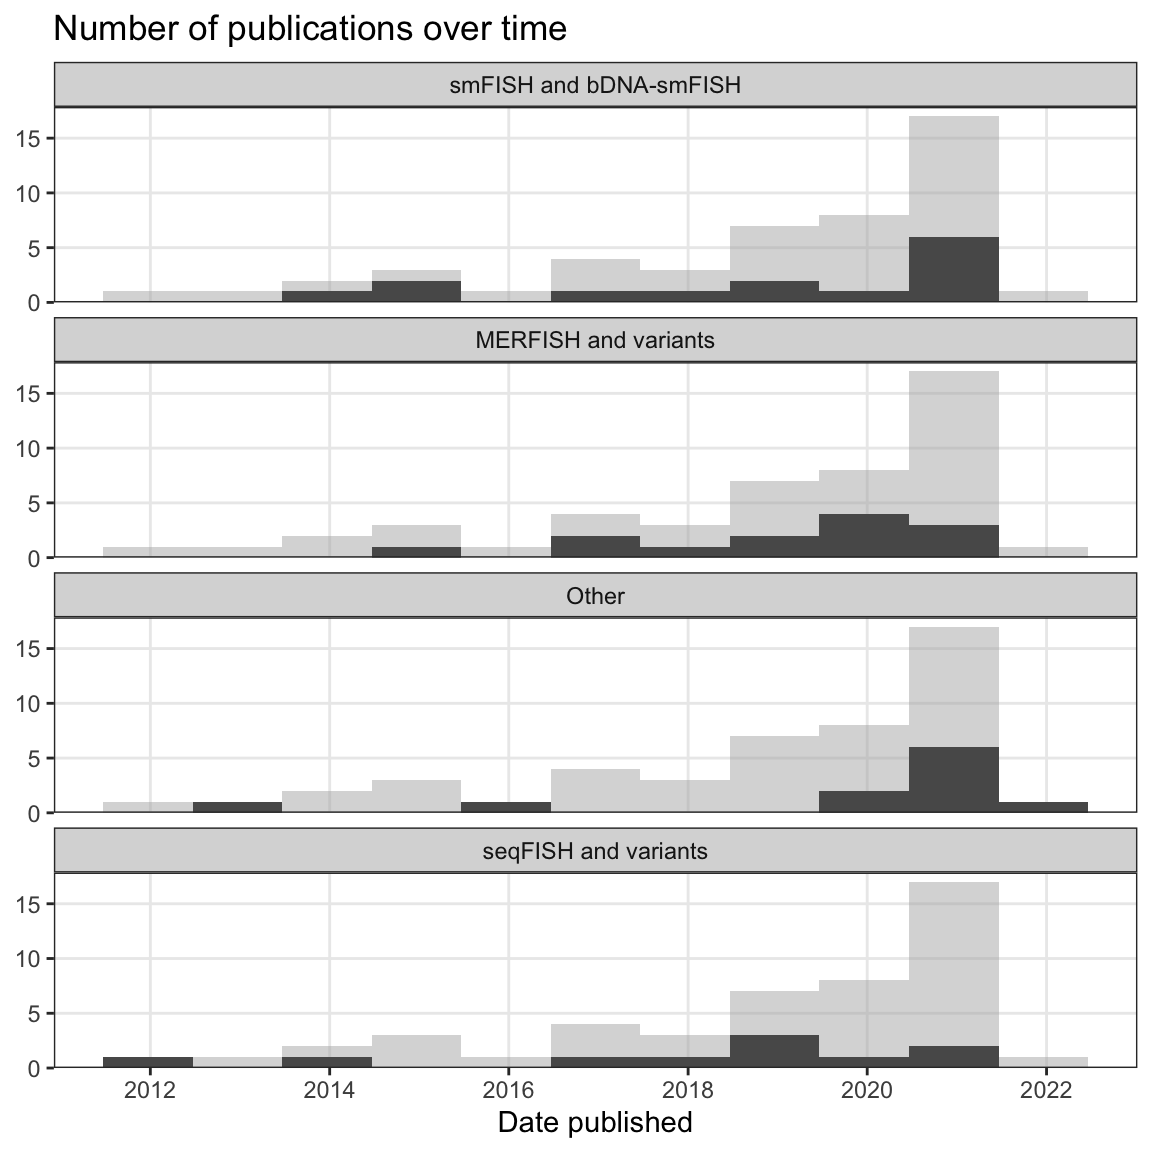 Number of publications over time
smFISH and bDNA-smFISH
15
10
5
0
MERFISH and variants
15
10
5
0
Other
15
10
5
0
seqFISH and variants
15
10
5
0
2012 2014 2016 2018 2020 2022
Date published